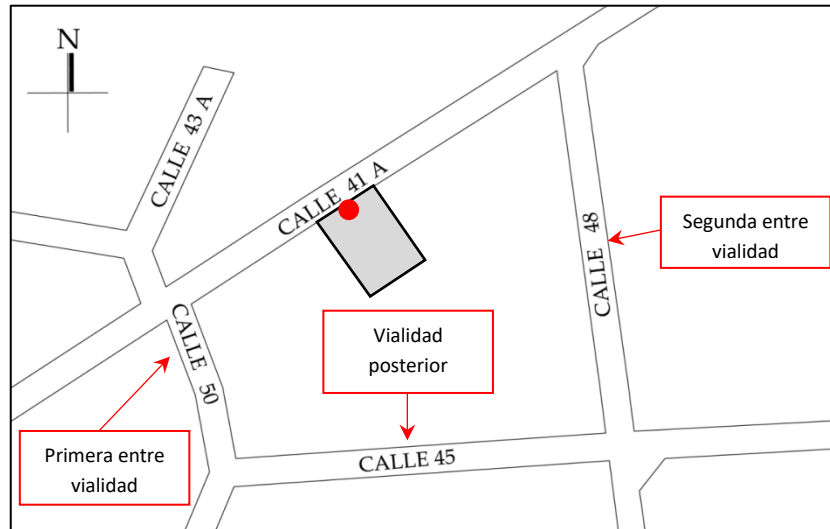 N
CALLE 43 A
CALLE 41 A
Segunda entre
vialidad
CALLE 48
Vialidad
posterior
CALLE 50
Primera entre
vialidad
CALLE 45